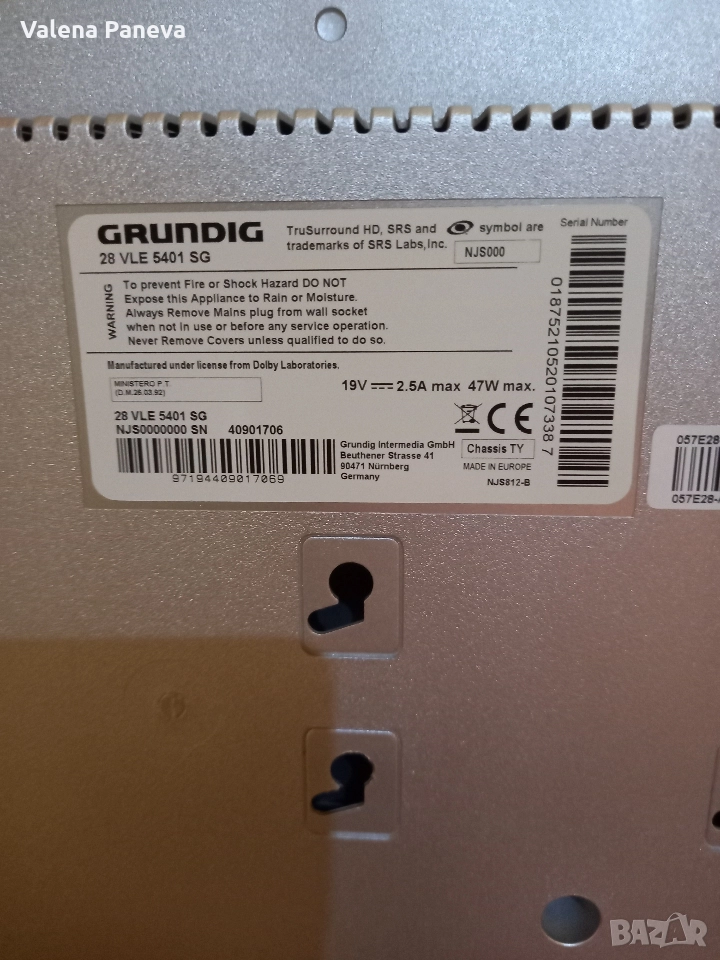 Valena Paneva
GRUNDIG
28 VLE 5401 SG
TruSurround HD, SRS and symbol are
trademarks of SRS Labs,Inc.
NJS000
Serial Number
01875210520107338 7
WARNING
To prevent Fire or Shock Hazard DO NOT
Expose this Appliance to Rain or Moisture.
Always Remove Mains plug from wall socket
when not in use or before any service operation.
Never Remove Covers unless qualified to do so.
Manufactured under license from Dolby Laboratories.
MINISTERO P.T.
(D.M.26.03.92)
19V 2.5A max 47W max.
28 VLE 5401 SG
NJS0000000 SN 40901706
97194409017069
Grundig Intermedia GmbH
Beuthener Strasse 41
90471 Nürnberg
Germany
CE
Chassis TY
MADE IN EUROPE
NJS812-B
057E28-
057E28-
BAZAR